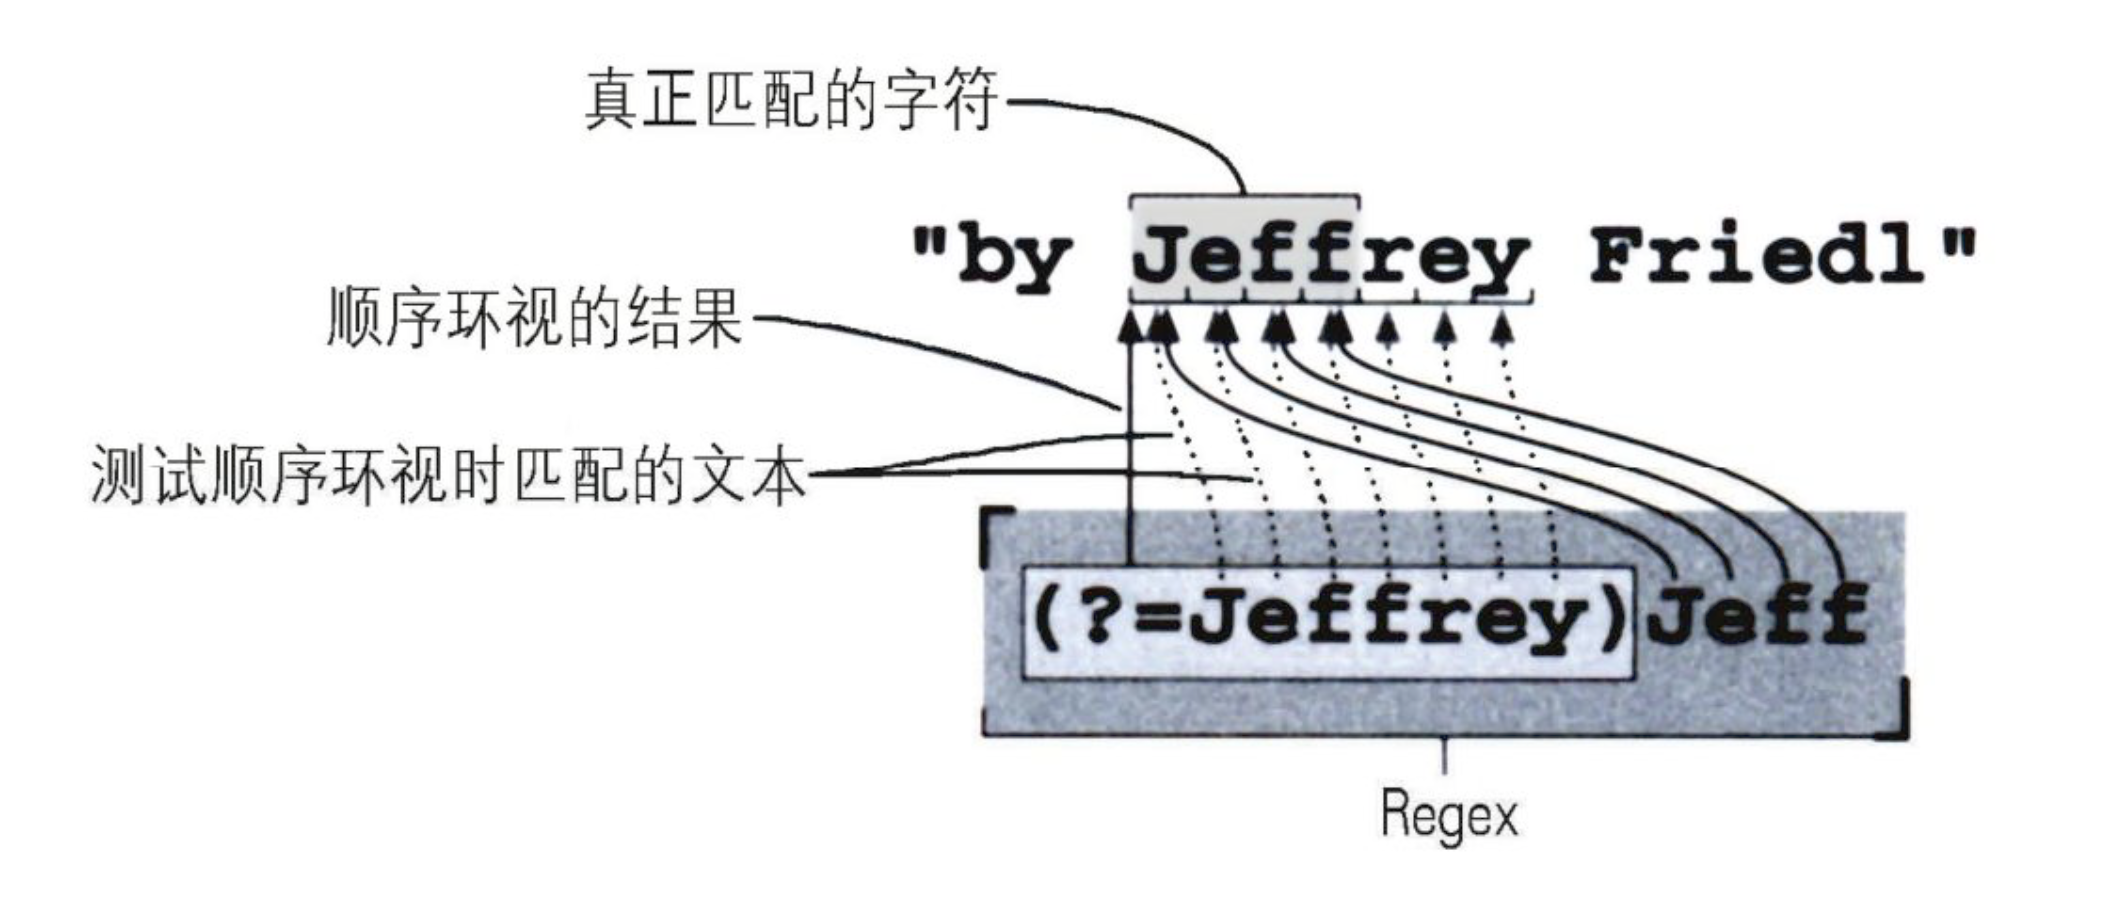 真正匹配的字符
"by Jeffrey Friedl"
顺序环视的结果
测试顺序环视时匹配的文本
(?=Jeffrey)Jeff
Regex